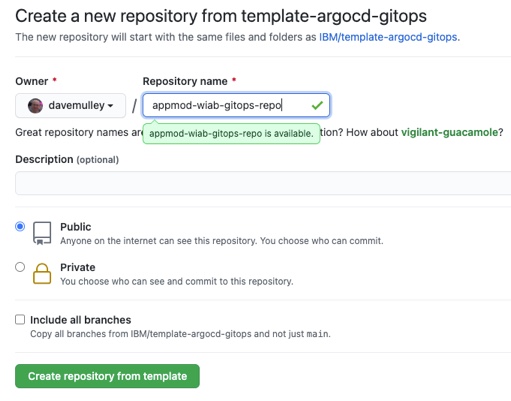 Create a new repository from template-argocd-gitops
The new repository will start with the same files and folders as IBM/template-argocd-gitops.
Owner * Repository name *
davemulley / appmod-wiab-gitops-repo
Great repository names are tion? How about vigilant-guacamole?
appmod-wiab-gitops-repo is available.
Description (optional)
Public
Anyone on the internet can see this repository. You choose who can commit.
Private
You choose who can see and commit to this repository.
Include all branches
Copy all branches from IBM/template-argocd-gitops and not just main.
Create repository from template